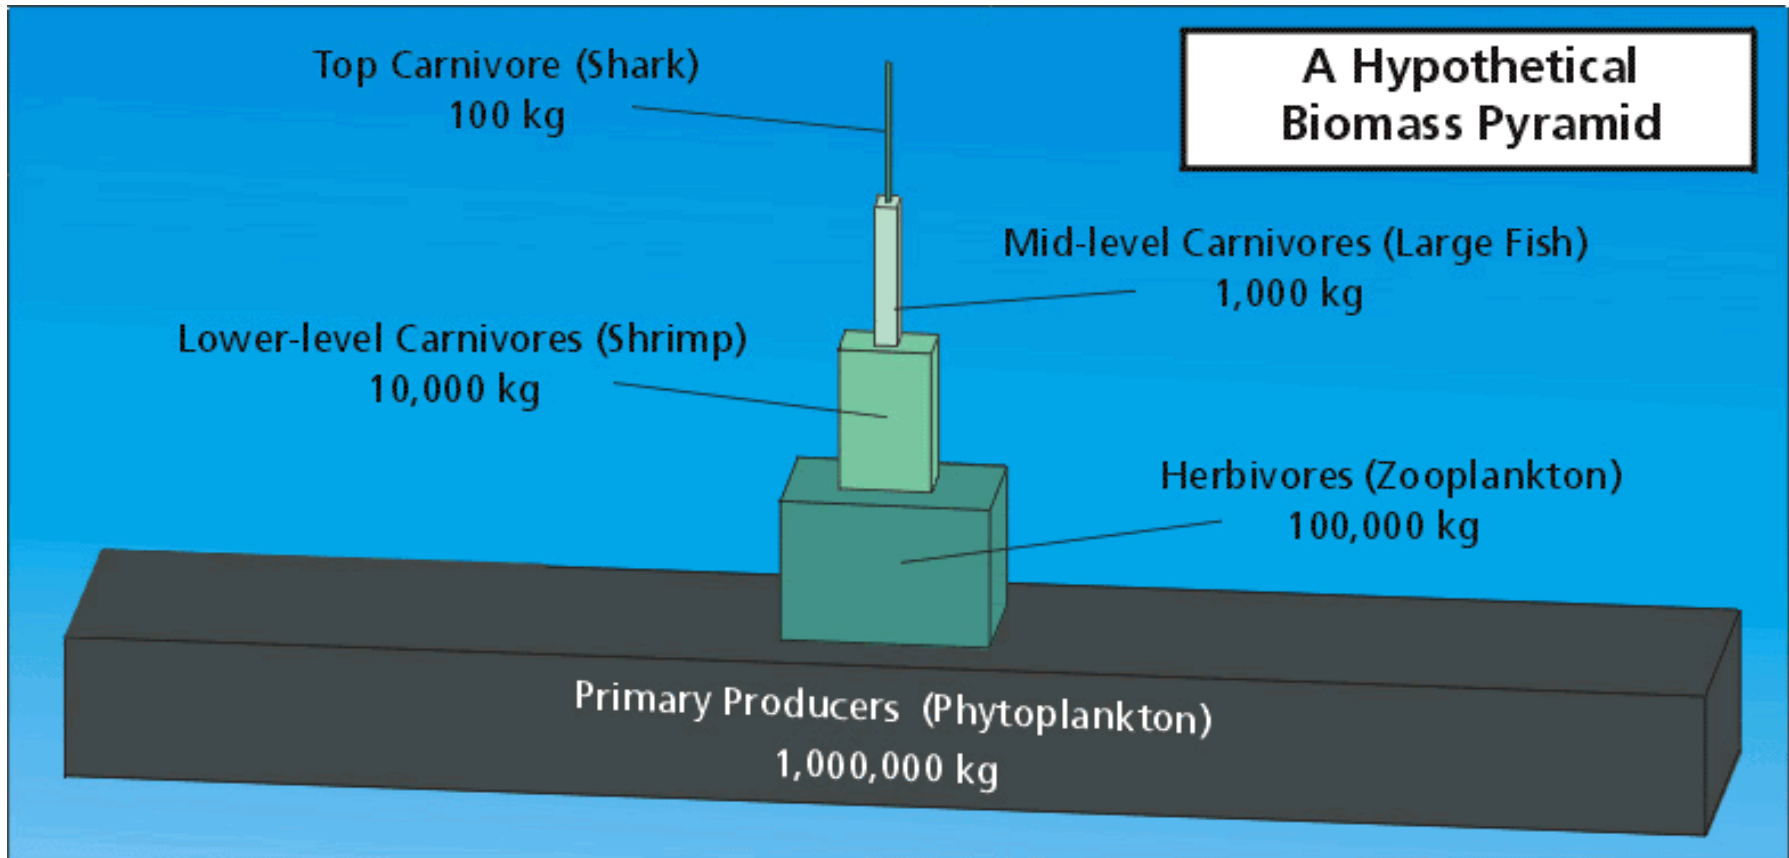 A Hypothetical
Biomass Pyramid
Top Carnivore (Shark)
100 kg
Mid-level Carnivores (Large Fish)
1,000 kg
Lower-level Carnivores (Shrimp)
10,000 kg
Herbivores (Zooplankton)
100,000 kg
Primary Producers (Phytoplankton)
1,000,000 kg